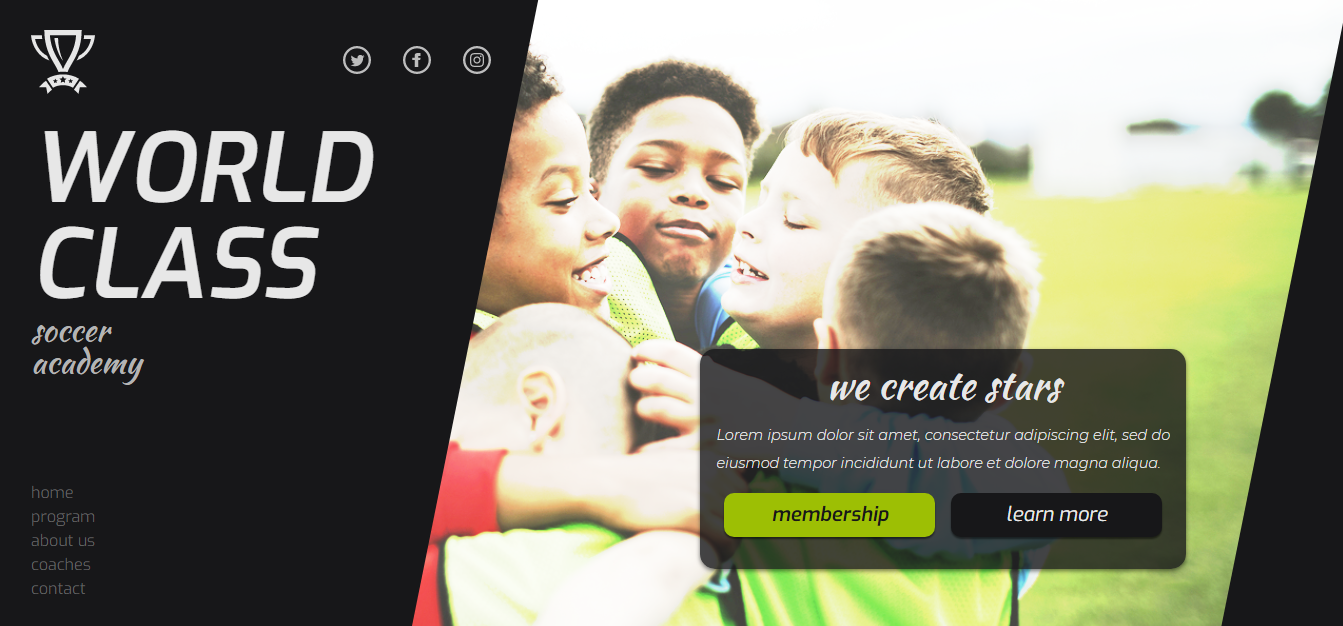 WORLD
CLASS
soccer
academy
home
program
about us
coaches
contact
we create stars
Lorem ipsum dolor sit amet, consectetur adipiscing elit, sed do
eiusmod tempor incididunt ut labore et dolore magna aliqua.
membership
learn more